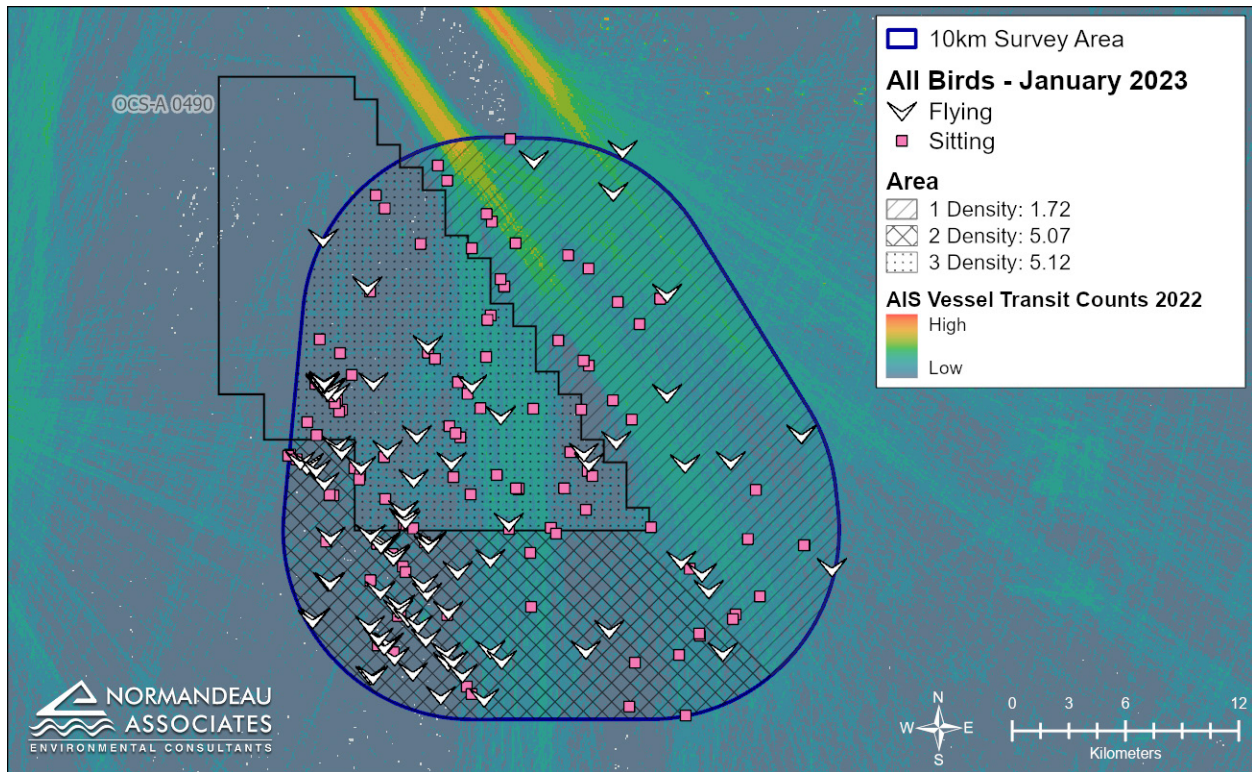 OCS-A 0490
10km Survey Area
All Birds - January 2023
Flying
Sitting
Area
1 Density: 1.72
2 Density: 5.07
3 Density: 5.12
AIS Vessel Transit Counts 2022
High
Low
NORMANDEAU
ASSOCIATES
ENVIRONMENTAL CONSULTANTS
N
W E
S
0 3 6 12
Kilometers